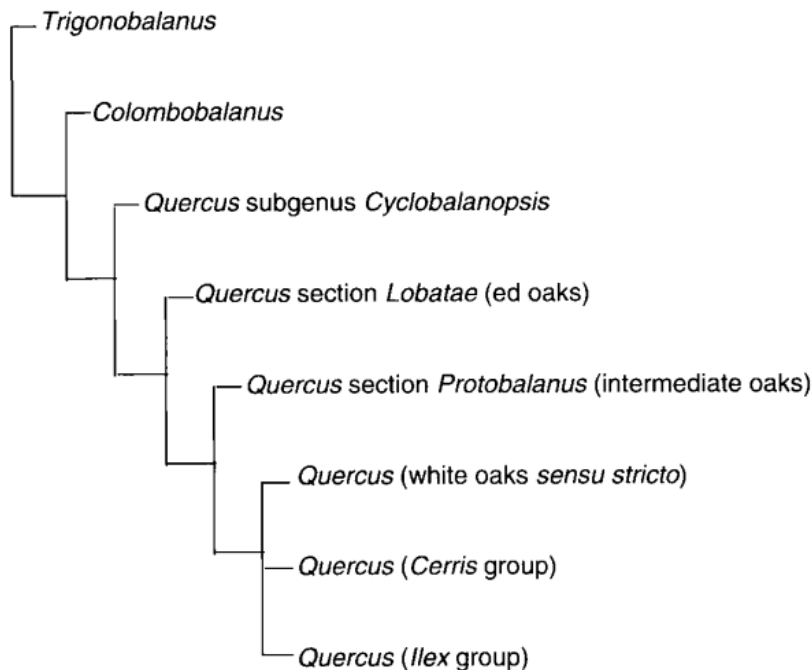 Trigonobalanus
Colombobalanus
Quercus subgenus Cyclobalanopsis
Quercus section Lobatae (ed oaks)
Quercus section Protobalanus (intermediate oaks)
Quercus (white oaks sensu stricto)
Quercus (Cerris group)
Quercus (Ilex group)